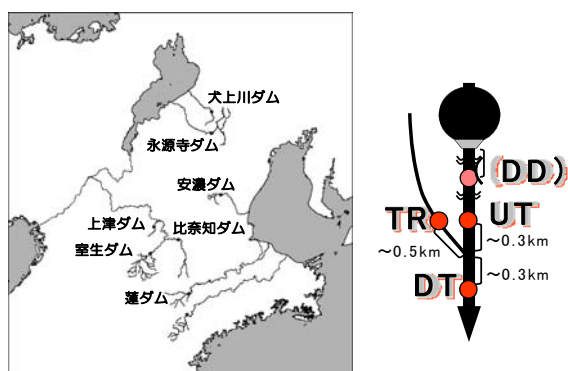 犬上川ダム
永源寺ダム
安濃ダム
上津ダム
比奈知ダム
室生ダム
蓮ダム
(DD)
TR
UT
~0.3km
~0.5km
~0.3km
DT